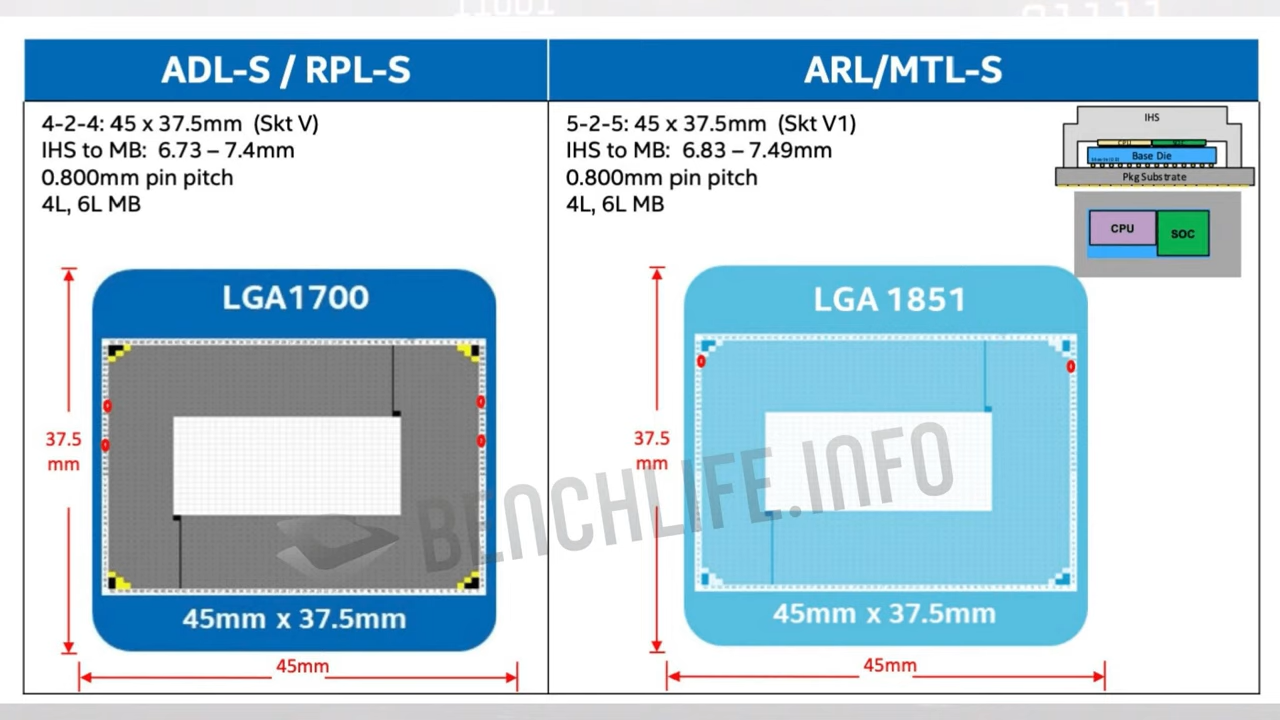 11001
01111
ADL-S / RPL-S
ARL/MTL-S
4-2-4: 45 x 37.5mm (Skt V)
IHS to MB: 6.73 – 7.4mm
0.800mm pin pitch
4L, 6L MB
5-2-5: 45 x 37.5mm (Skt V1)
IHS to MB: 6.83 – 7.49mm
0.800mm pin pitch
4L, 6L MB
IHS
Base Die
Pkg Substrate
CPU
SOC
LGA1700
37.5
mm
45mm x 37.5mm
45mm
LGA 1851
37.5
mm
45mm x 37.5mm
45mm
BENCHLIFE.INFO